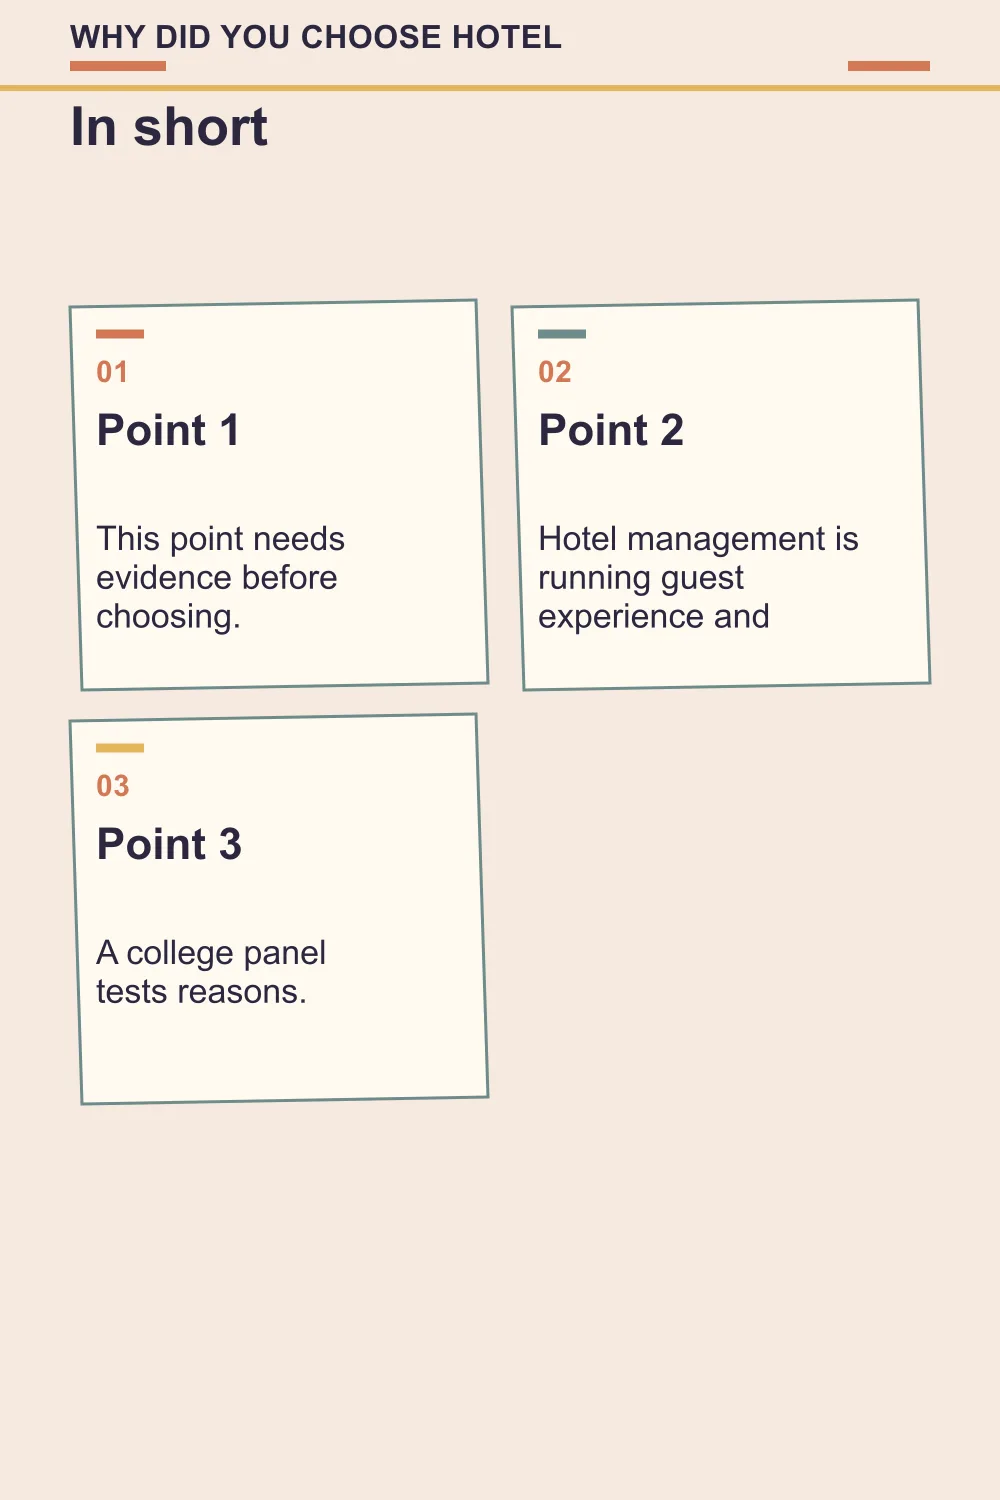 WHY DID YOU CHOOSE HOTEL
In short
01
Point 1
This point needs
evidence before
choosing.
02
Point 2
Hotel management is
running guest
experience and
03
Point 3
A college panel
tests reasons.